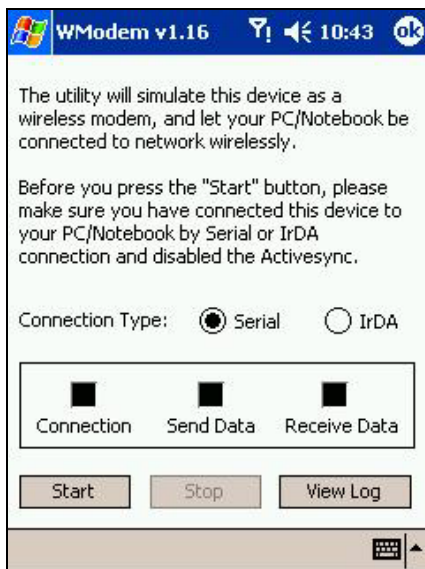 WModem v1.16 10:43 ok
The utility will simulate this device as a
wireless modem, and let your PC/Notebook be
connected to network wirelessly.
Before you press the "Start" button, please
make sure you have connected this device to
your PC/Notebook by Serial or IrDA
connection and disabled the Activesync.
Connection Type: Serial IrDA
Connection Send Data Receive Data
Start Stop View Log